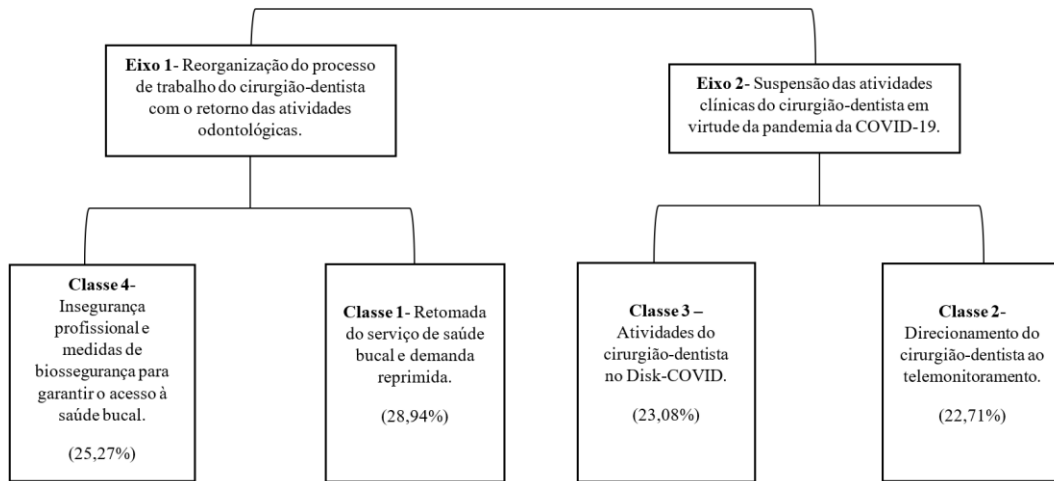 Eixo 1- Reorganização do processo
de trabalho do cirurgião-dentista
com o retorno das atividades
odontológicas.
Eixo 2- Suspensão das atividades
clínicas do cirurgião-dentista em
virtude da pandemia da COVID-19.
Classe 4-
Insegurança
profissional e
medidas de
biossegurança para
garantir o acesso à
saúde bucal.
(25,27%)
Classe 1- Retomada
do serviço de saúde
bucal e demanda
reprimida.
(28,94%)
Classe 3 –
Atividades do
cirurgião-dentista
no Disk-COVID.
(23,08%)
Classe 2-
Direcionamento do
cirurgião-dentista ao
telemonitoramento.
(22,71%)